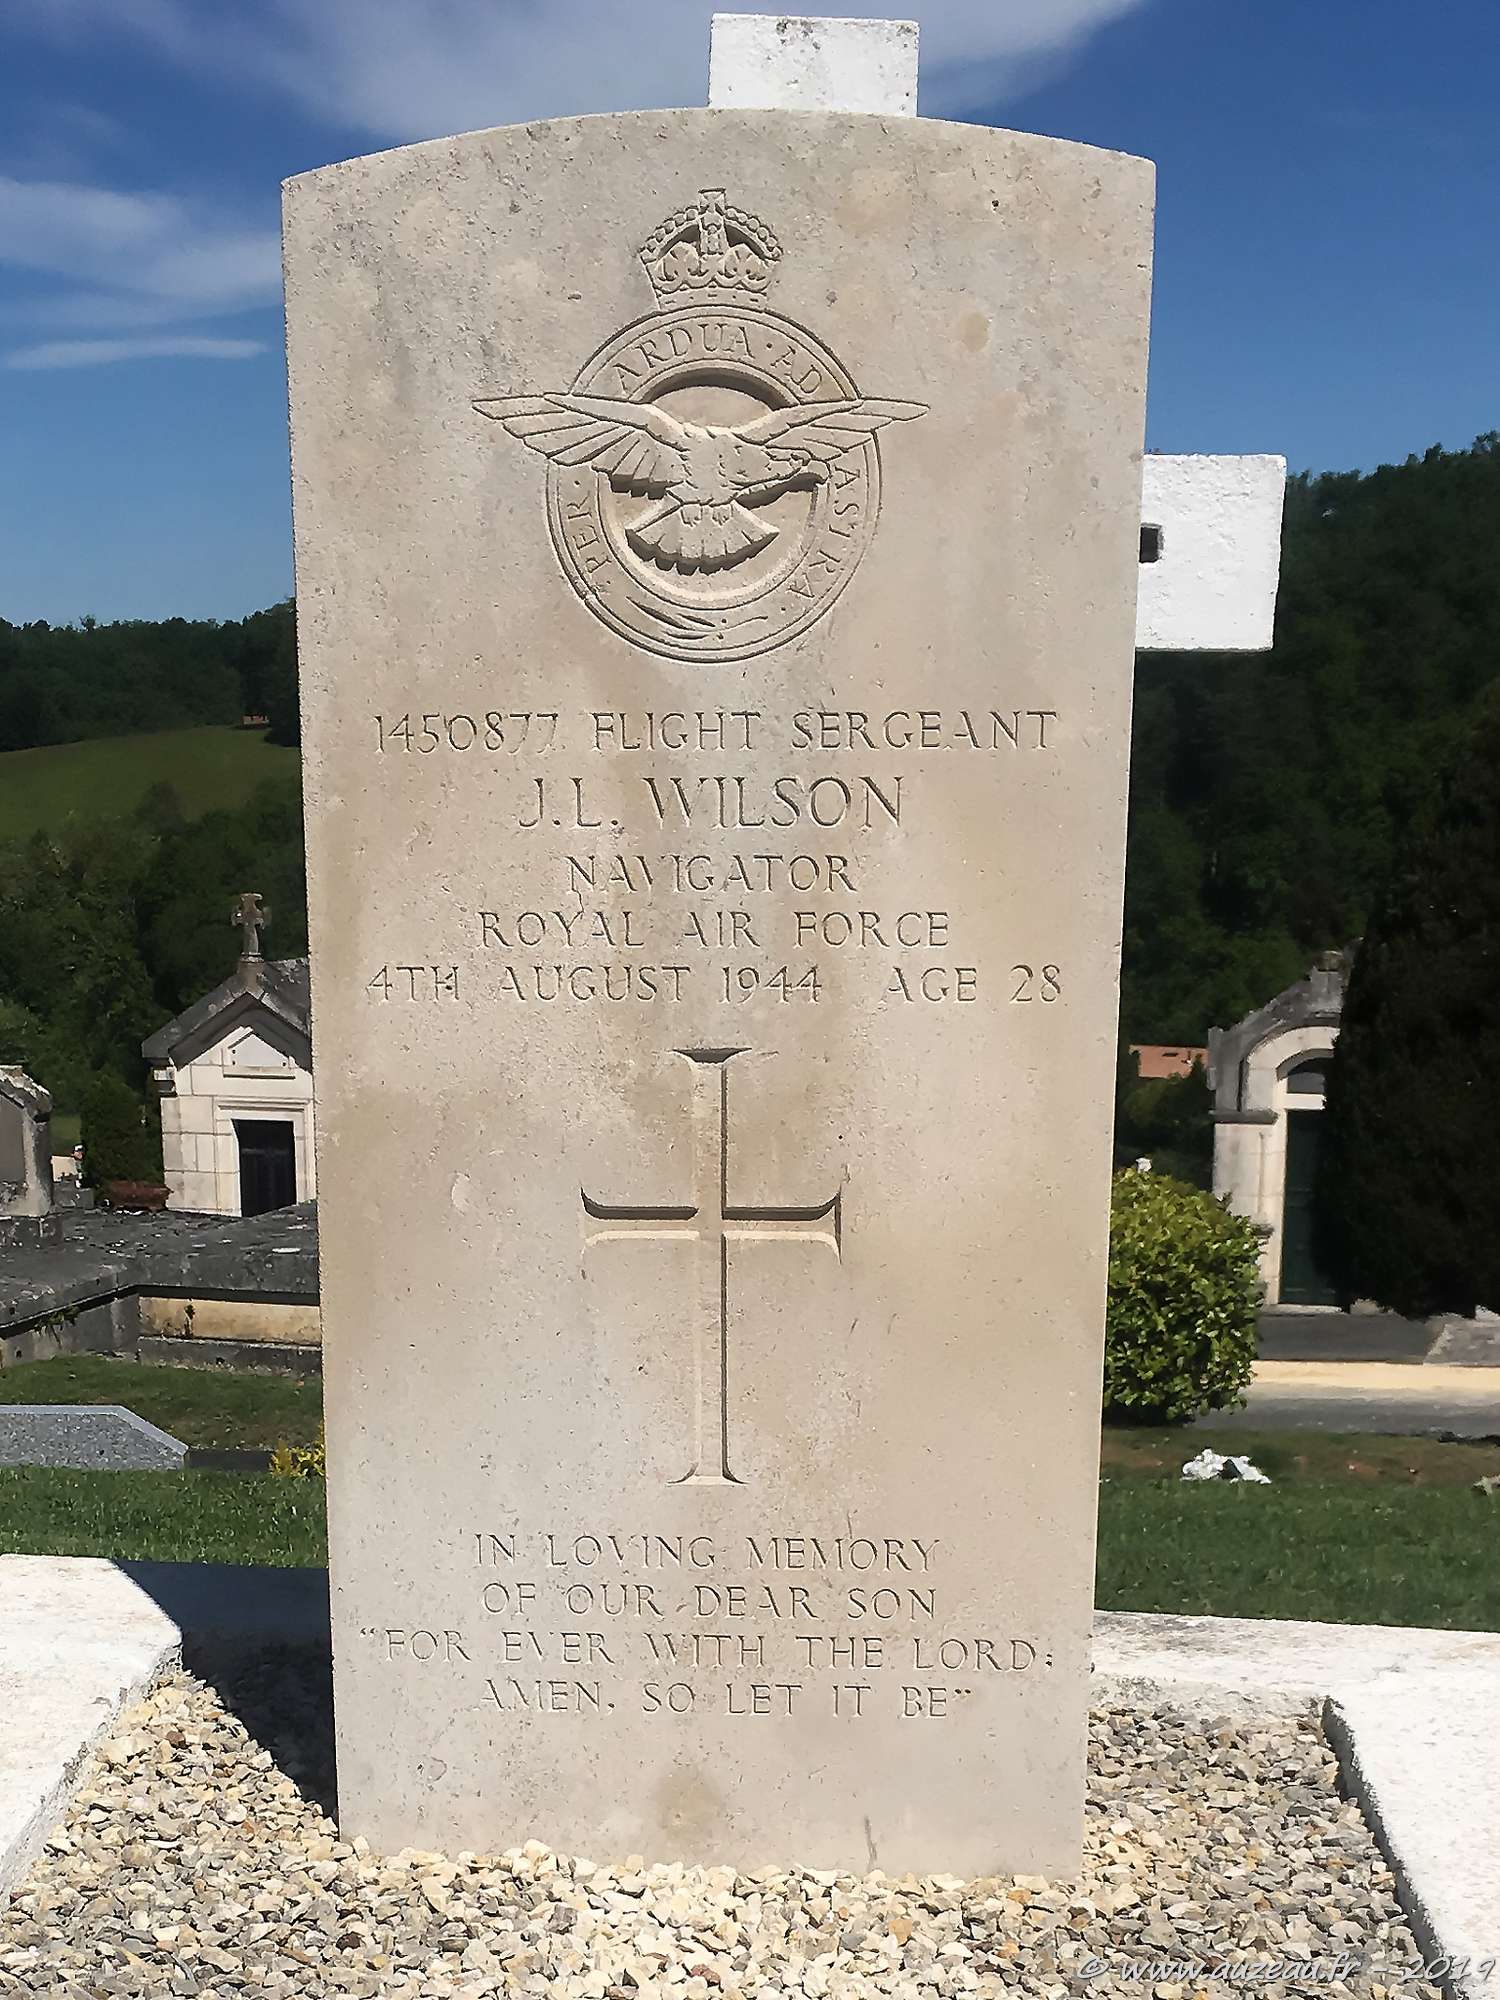 PER · ARDUA · AD ASTRA ·
1450877 FLIGHT SERGEANT
J. L. WILSON
NAVIGATOR
ROYAL AIR FORCE
4TH AUGUST 1944 AGE 28
IN LOVING MEMORY
OF OUR DEAR SON
"FOR EVER WITH THE LORD:
AMEN, SO LET IT BE"
© www.auzeau.fr - 2019